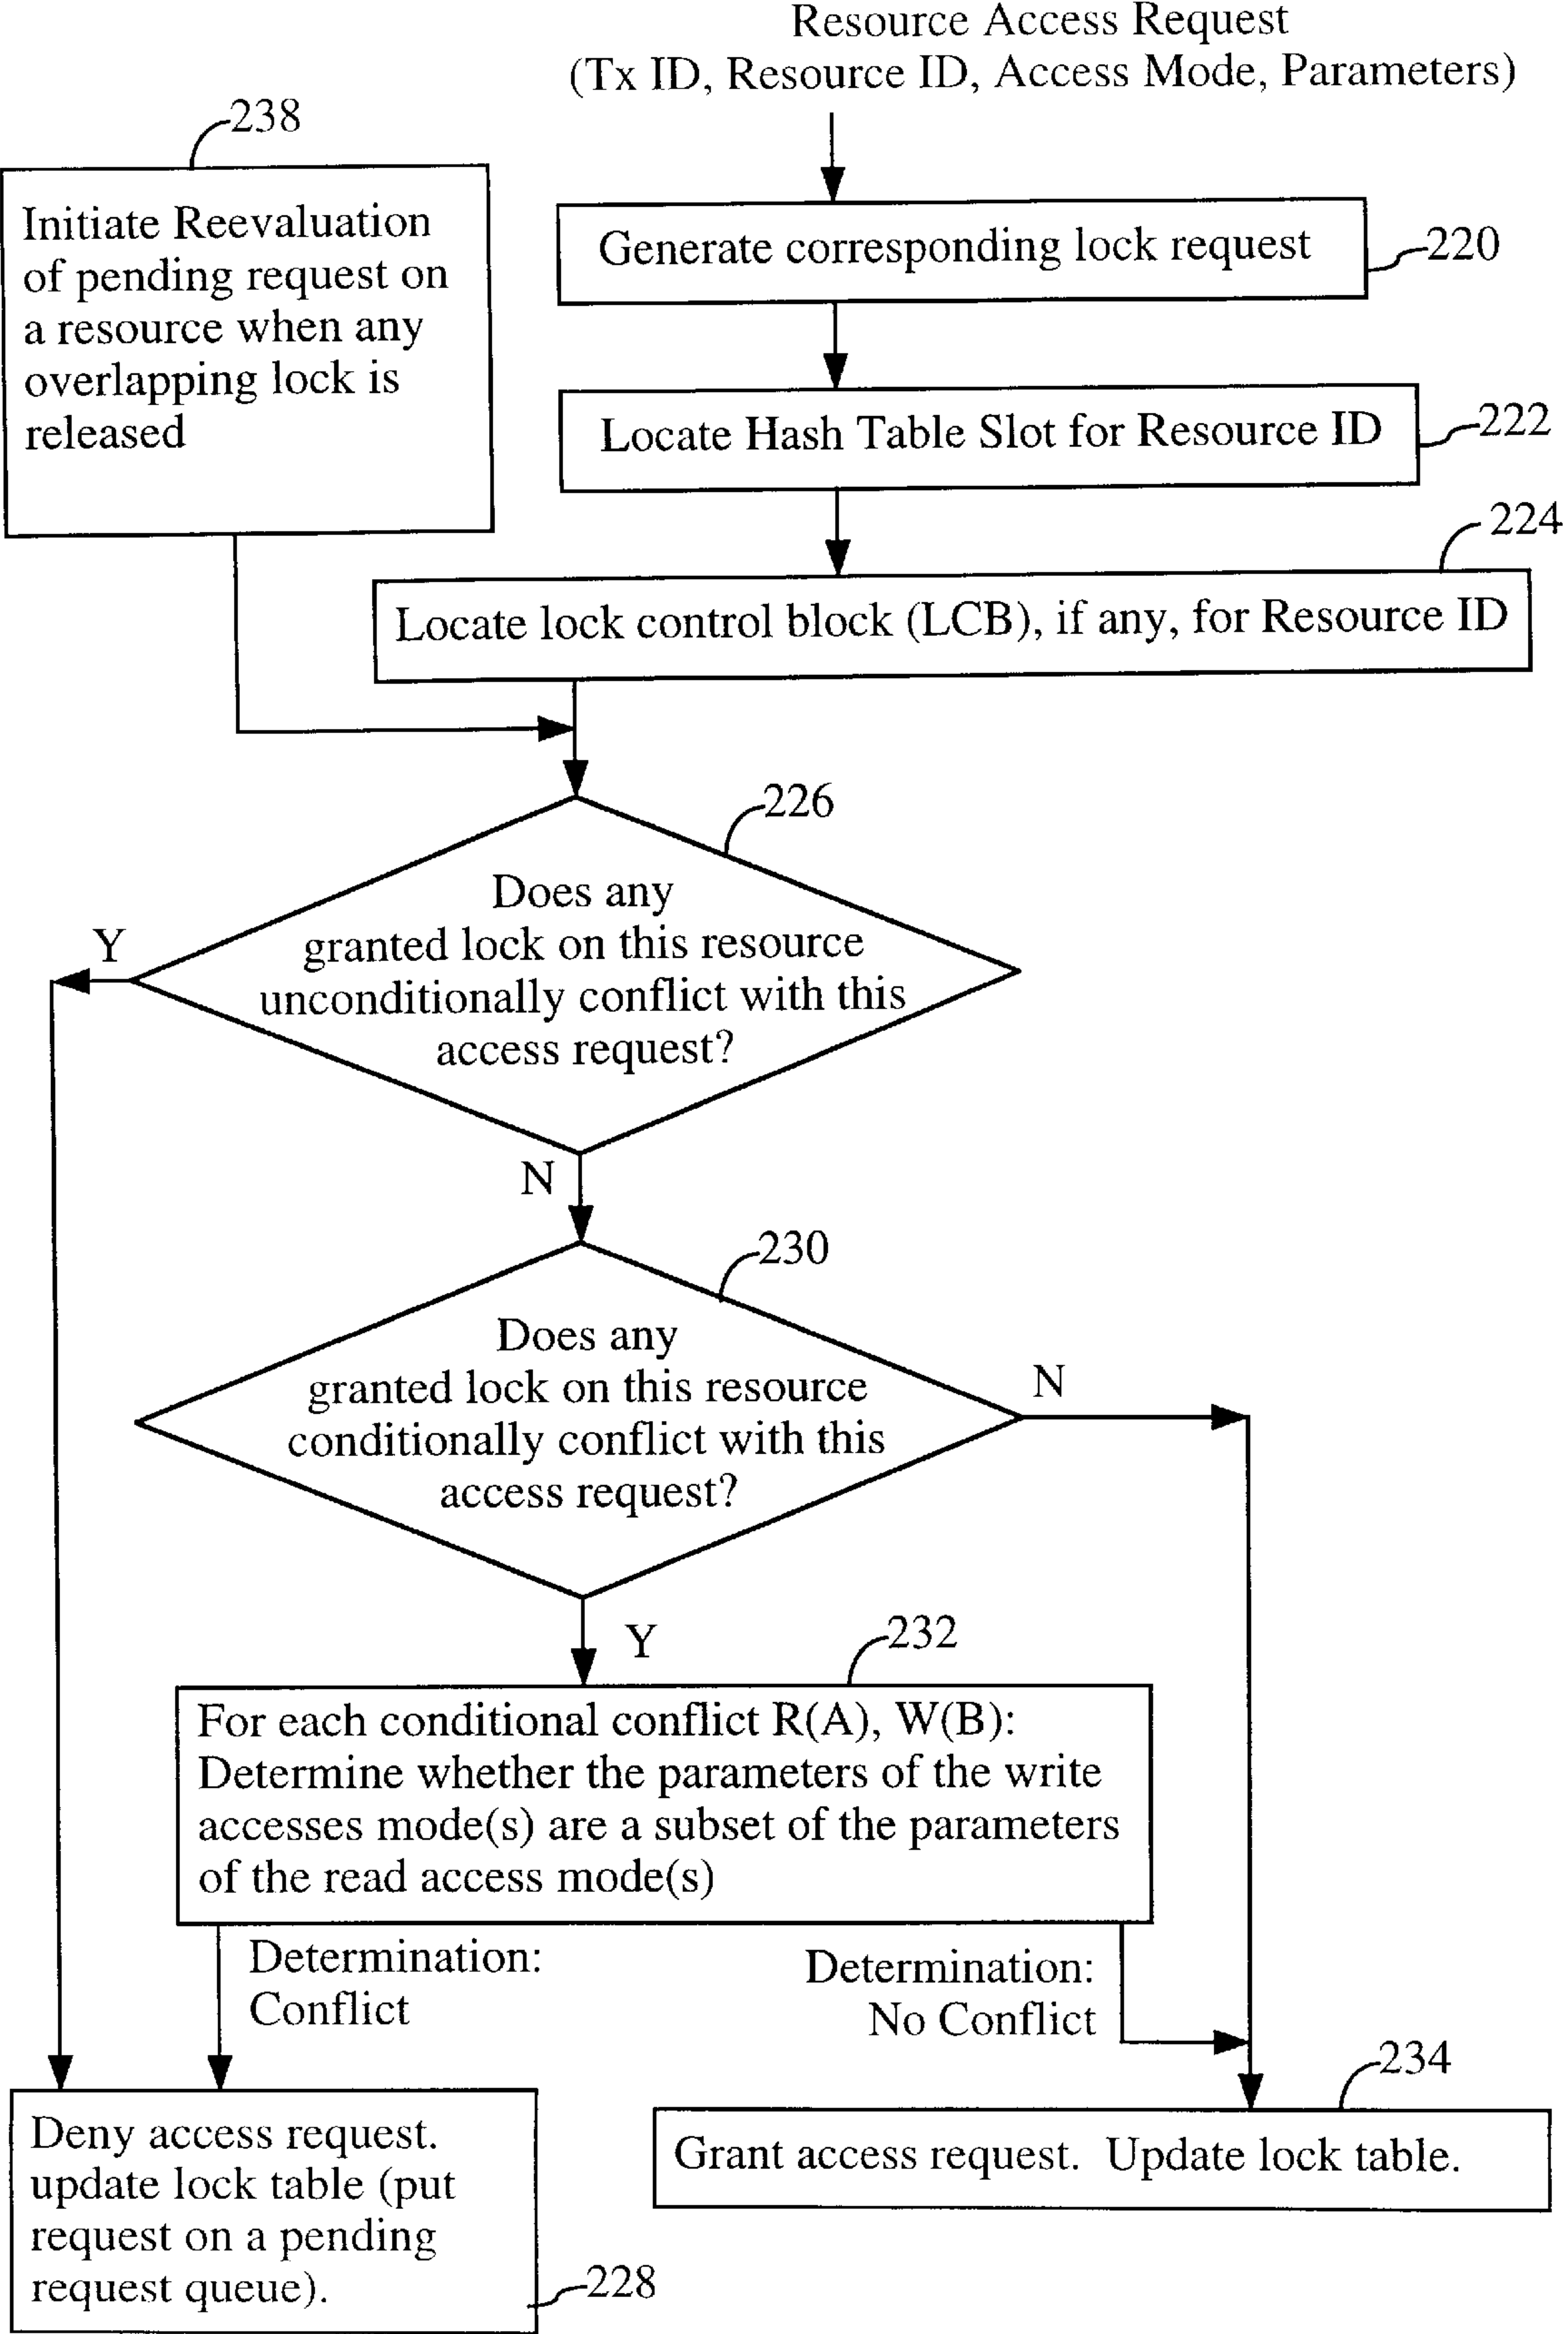 Resource Access Request
(Tx ID, Resource ID, Access Mode, Parameters)
238
Initiate Reevaluation
of pending request on
a resource when any
overlapping lock is
released
Generate corresponding lock request
220
Locate Hash Table Slot for Resource ID
222
224
Locate lock control block (LCB), if any, for Resource ID
226
Does any
granted lock on this resource
unconditionally conflict with this
access request?
Y
N
230
Does any
granted lock on this resource
conditionally conflict with this
access request?
N
Y
232
For each conditional conflict R(A), W(B):
Determine whether the parameters of the write
accesses mode(s) are a subset of the parameters
of the read access mode(s)
Determination:
Conflict
Determination:
No Conflict
234
Deny access request.
update lock table (put
request on a pending
request queue).
228
Grant access request. Update lock table.